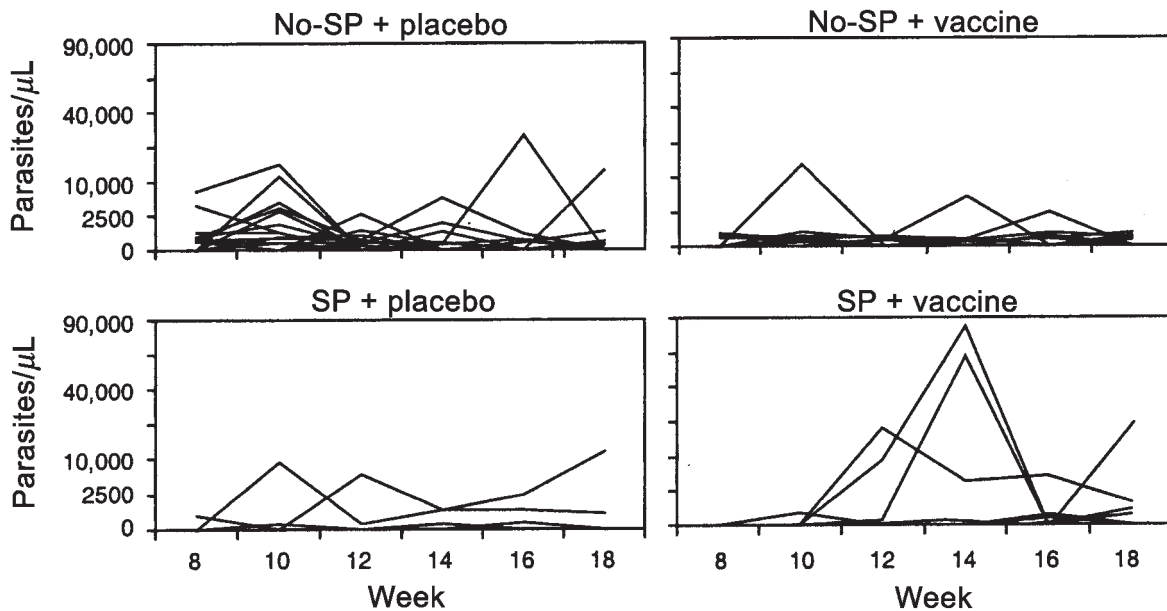 No-SP + placebo
No-SP + vaccine
Parasites/μL
90,000
40,000
10,000
2500
0
SP + placebo
SP + vaccine
Parasites/μL
90,000
40,000
10,000
2500
0
8 10 12 14 16 18
8 10 12 14 16 18
Week
Week